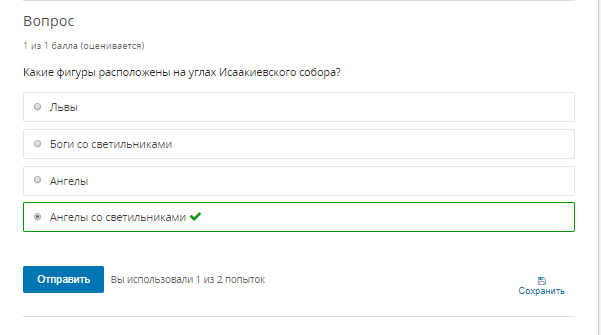 Вопрос
1 из 1 балла (оценивается)
Какие фигуры расположены на углах Исаакиевского собора?
Львы
Боги со светильниками
Ангелы
Ангелы со светильниками
Отправить Вы использовали 1 из 2 попыток
Сохранить